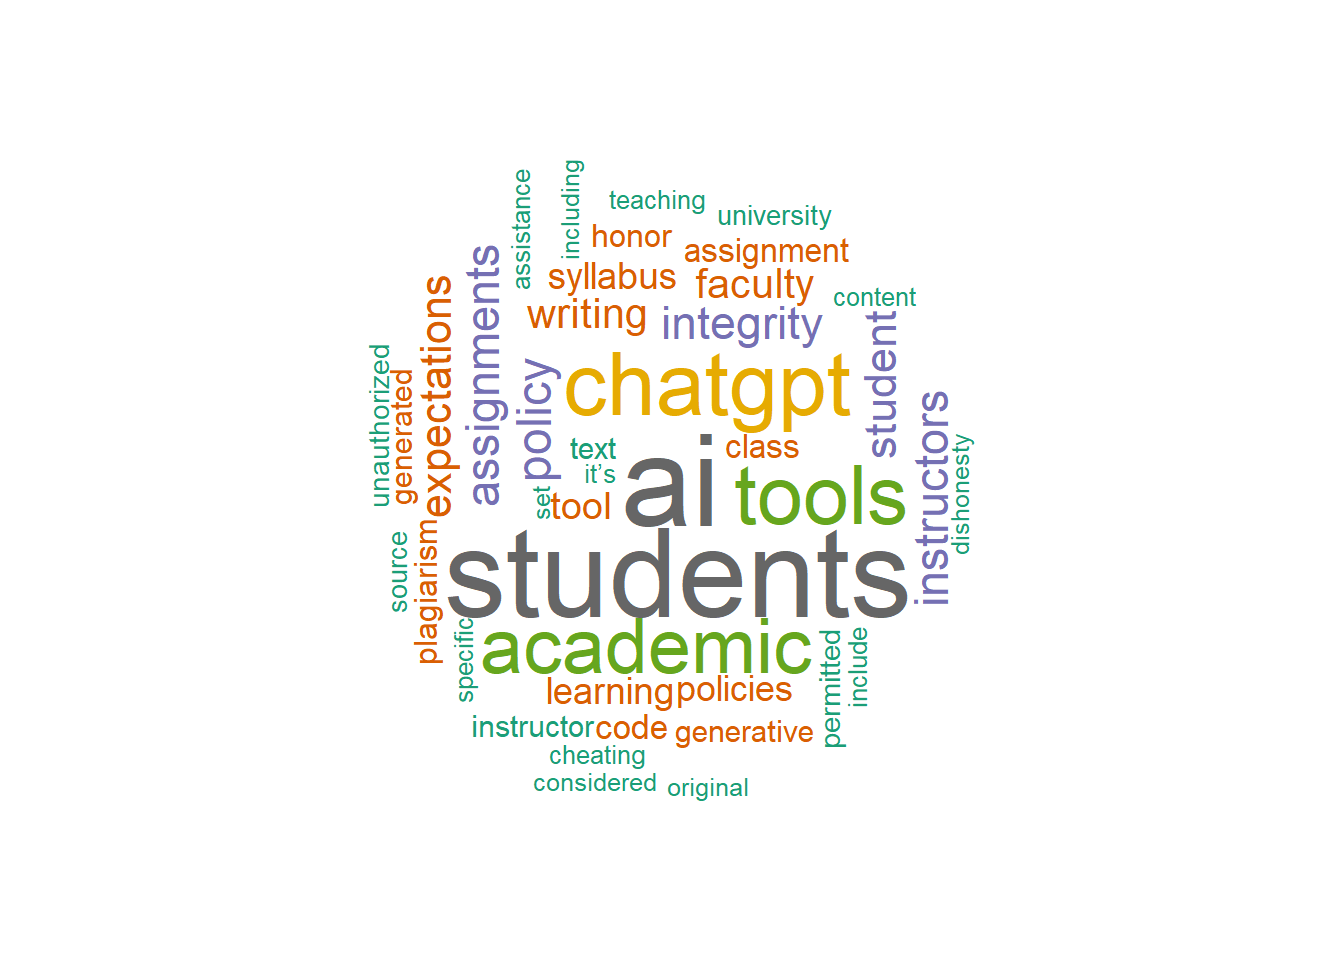 assistance
including
teaching
university
honor
assignment
syllabus
faculty
content
writing
integrity
assignments
expectations
student
policy
chatgpt
unauthorized
generated
instructors
text
class
it’s
ai
tools
set
tool
dishonesty
students
source
plagiarism
specific
academic
permitted
include
learning
policies
instructor
code
generative
cheating
considered
original